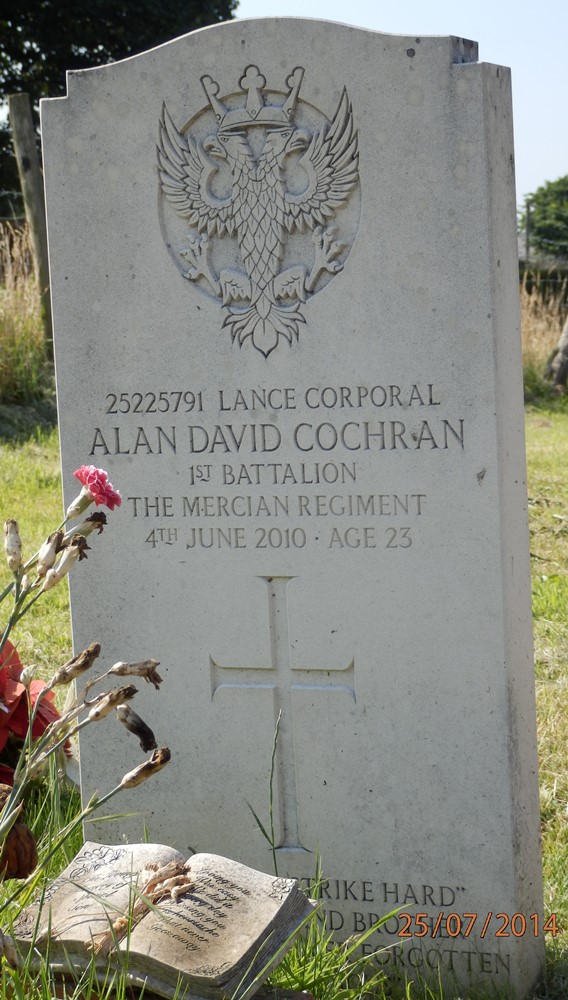 25225791 LANCE CORPORAL
ALAN DAVID COCHRAN
1ST BATTALION
THE MERCIAN REGIMENT
4TH JUNE 2010 · AGE 23
STRIKE HARD"
25/07/2014
FORGOTTEN